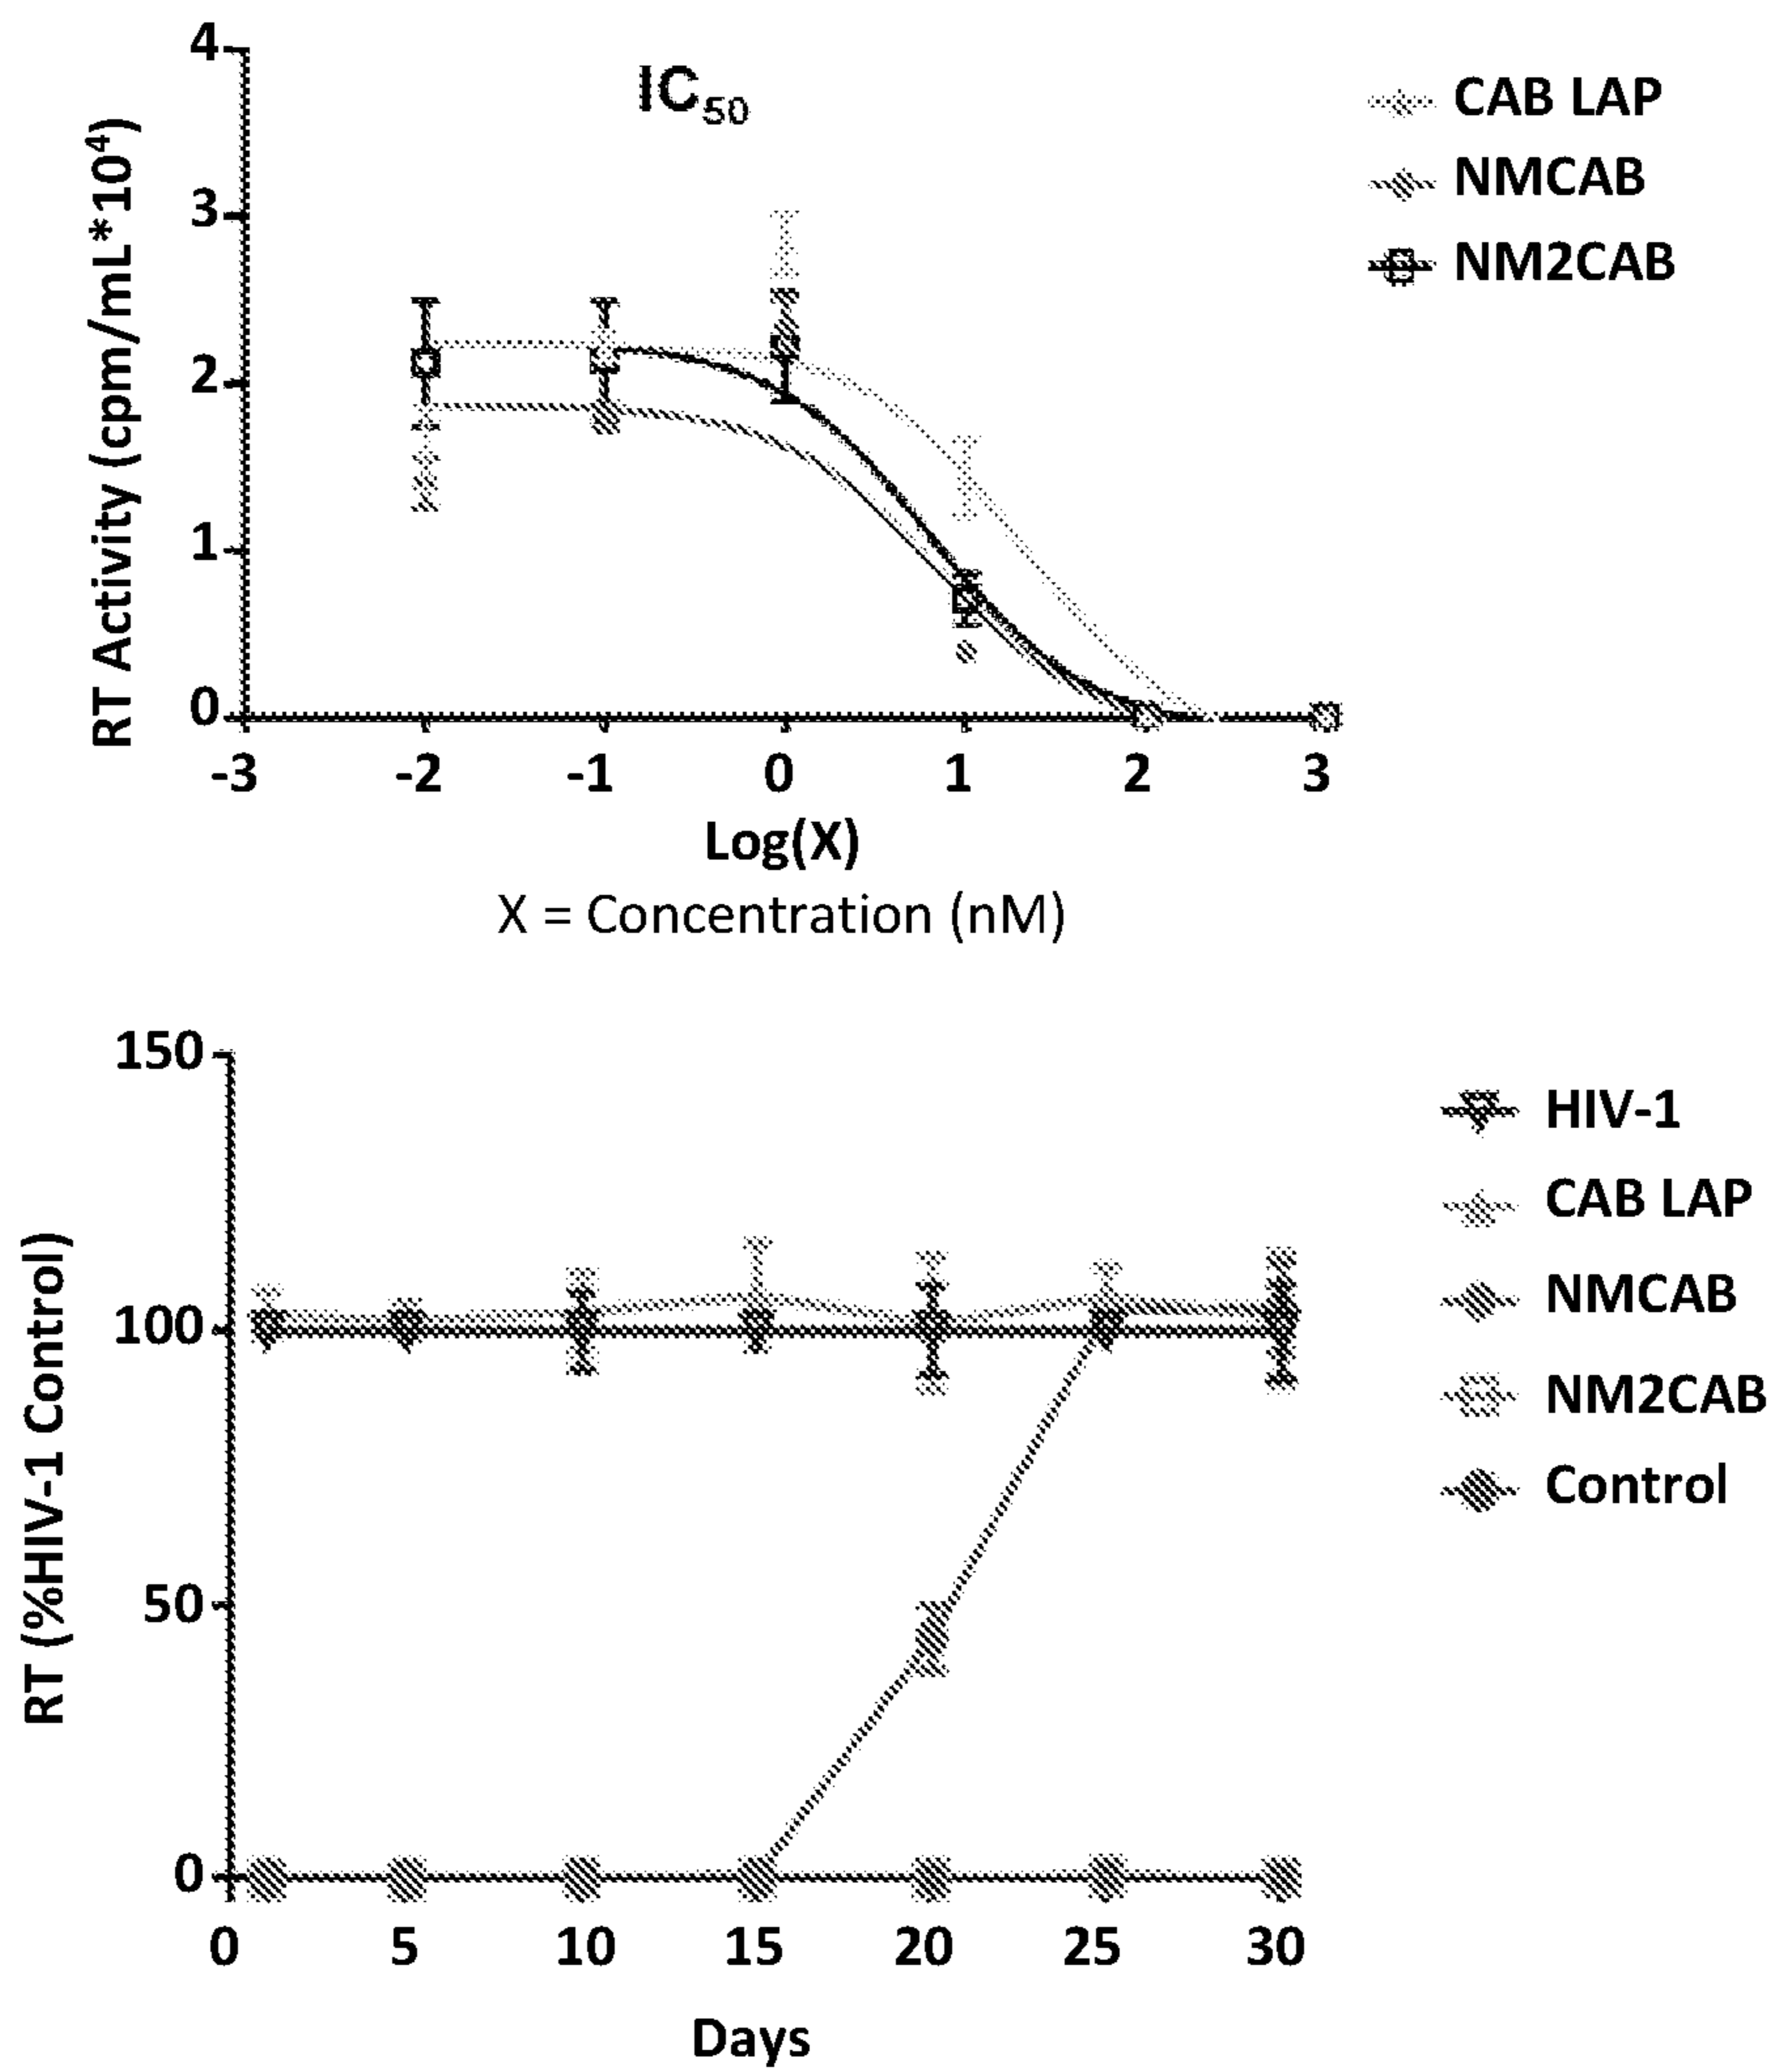 IC50
RT Activity (cpm/mL*10⁴)
4
3
2
1
0
-3 -2 -1 0 1 2 3
Log(X)
X = Concentration (nM)
CAB LAP
NMCAB
NM2CAB
RT (%HIV-1 Control)
150
100
50
0
0 5 10 15 20 25 30
Days
HIV-1
CAB LAP
NMCAB
NM2CAB
Control